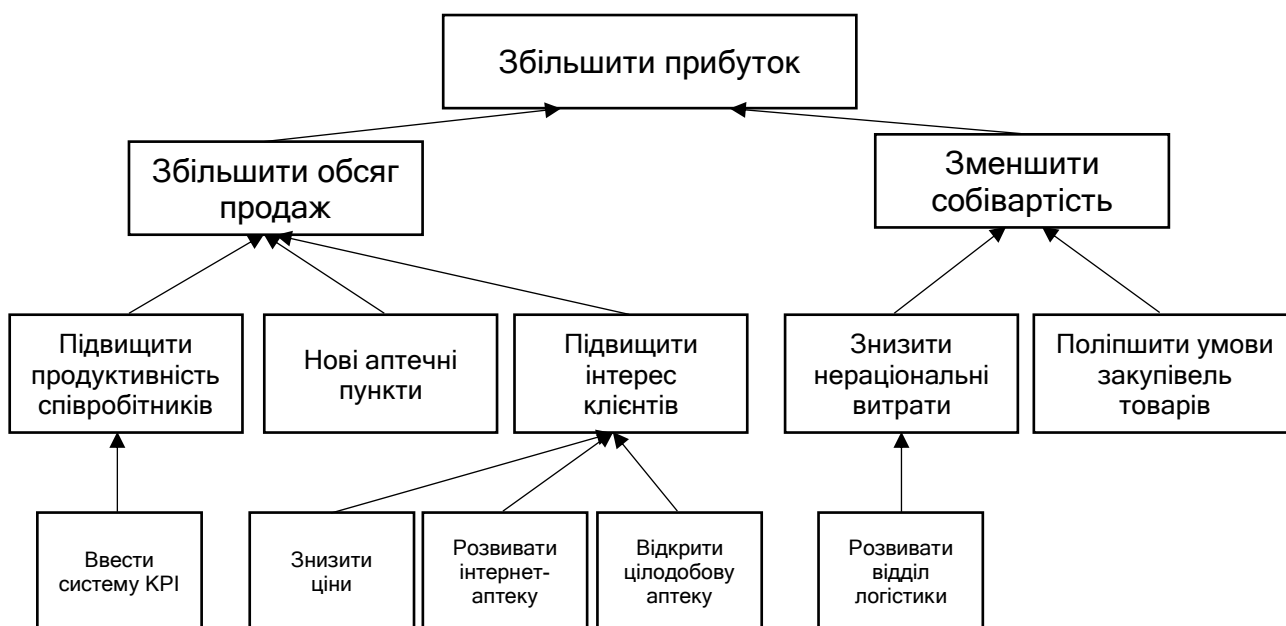 Збільшити прибуток
Збільшити обсяг
продаж
Зменшити
собівартість
Підвищити
продуктивність
співробітників
Нові аптечні
пункти
Підвищити
інтерес
клієнтів
Знизити
нераціональні
витрати
Поліпшити умови
закупівель
товарів
Ввести
систему KPI
Знизити
ціни
Розвивати
інтернет-
аптеку
Відкрити
цілодобову
аптеку
Розвивати
відділ
логістики